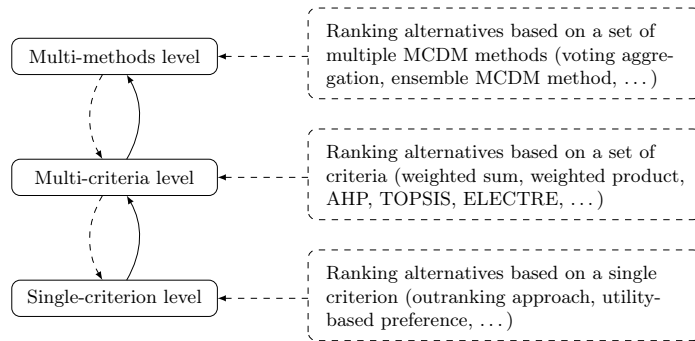 Multi-methods level
Ranking alternatives based on a set of
multiple MCDM methods (voting aggre-
gation, ensemble MCDM method, ...)
Multi-criteria level
Ranking alternatives based on a set of
criteria (weighted sum, weighted product,
AHP, TOPSIS, ELECTRE, ...)
Single-criterion level
Ranking alternatives based on a single
criterion (outranking approach, utility-
based preference, ...)